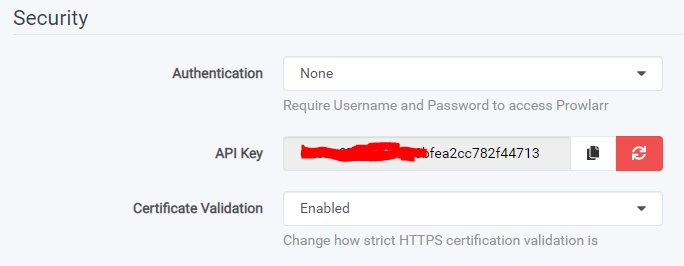 Security
Authentication
None
Require Username and Password to access Prowlarr
API Key
bfea2cc782f44713
Certificate Validation
Enabled
Change how strict HTTPS certification validation is